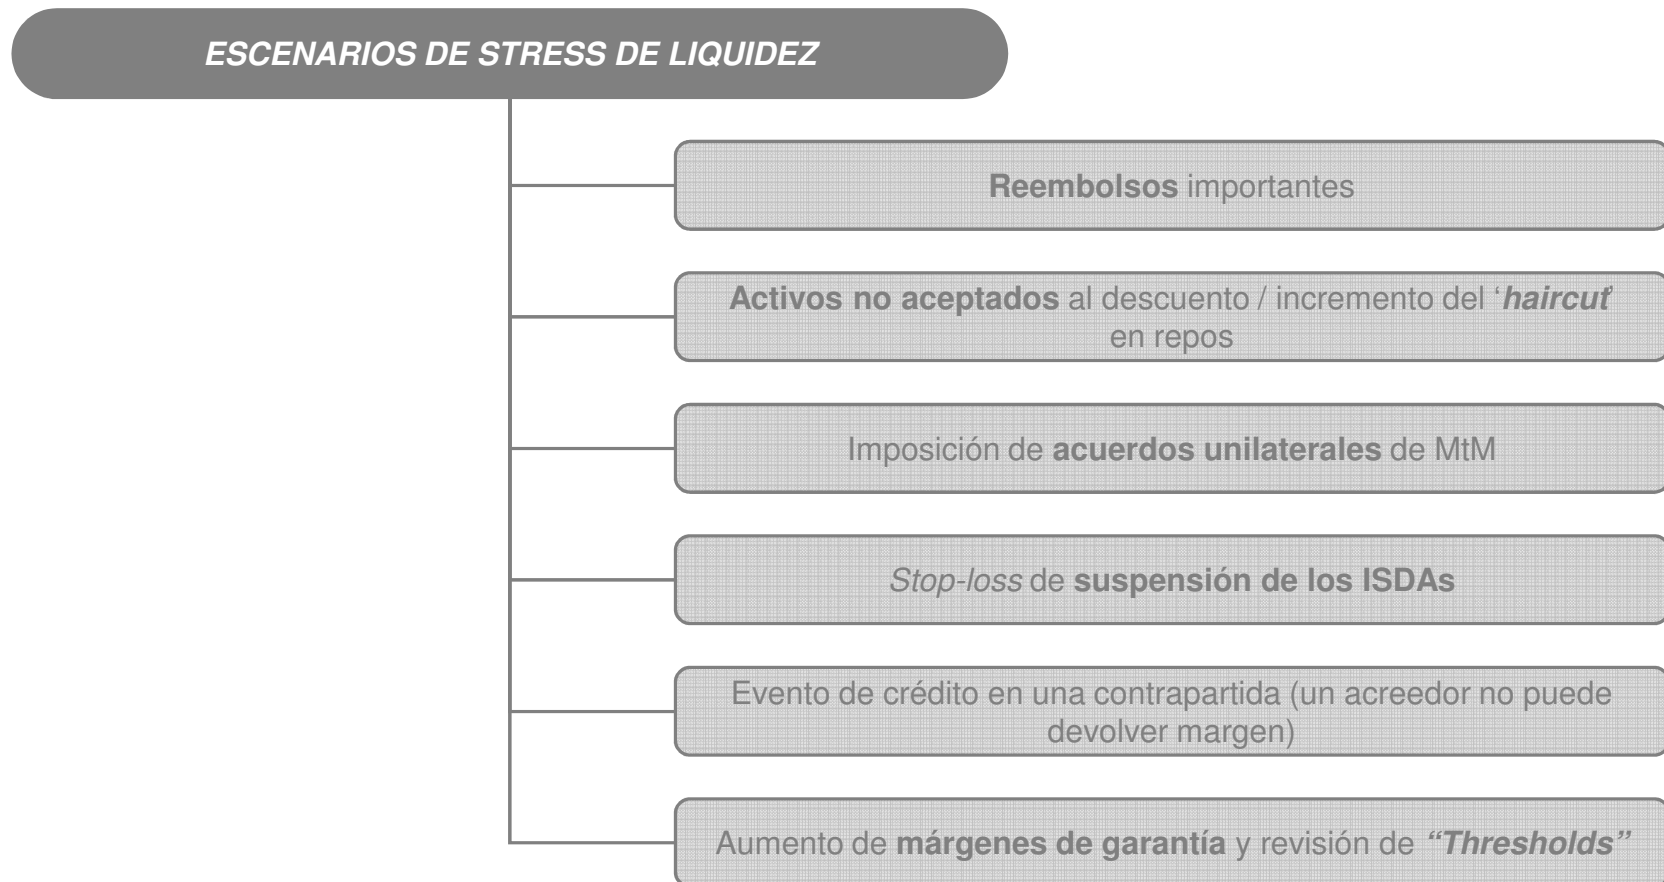 ESCENARIOS DE STRESS DE LIQUIDEZ
Reembolsos importantes
Activos no aceptados al descuento / incremento del ‘haircut’
en repos
Imposición de acuerdos unilaterales de MtM
Stop-loss de suspensión de los ISDAs
Evento de crédito en una contrapartida (un acreedor no puede
devolver margen)
Aumento de márgenes de garantía y revisión de “Thresholds”